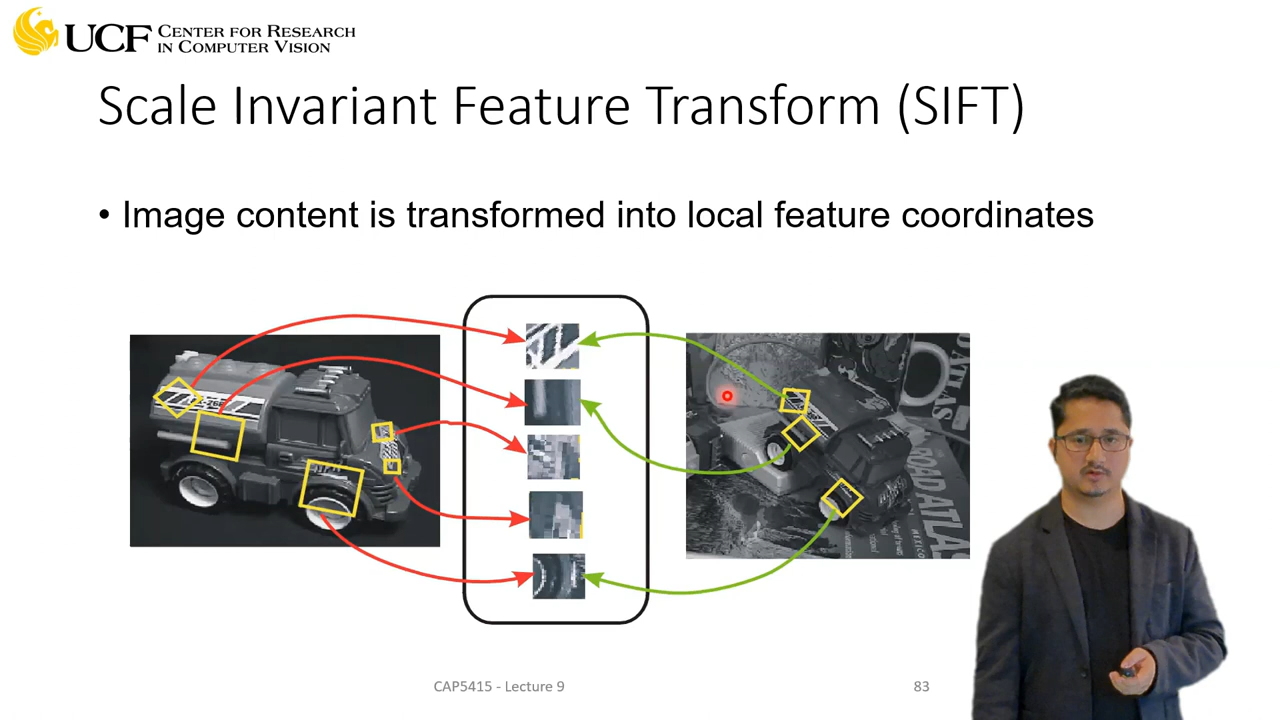 UCF CENTER FOR RESEARCH
IN COMPUTER VISION
Scale Invariant Feature Transform (SIFT)
• Image content is transformed into local feature coordinates
ROAD ATLAS
MEXICO
CAP5415 - Lecture 9
83